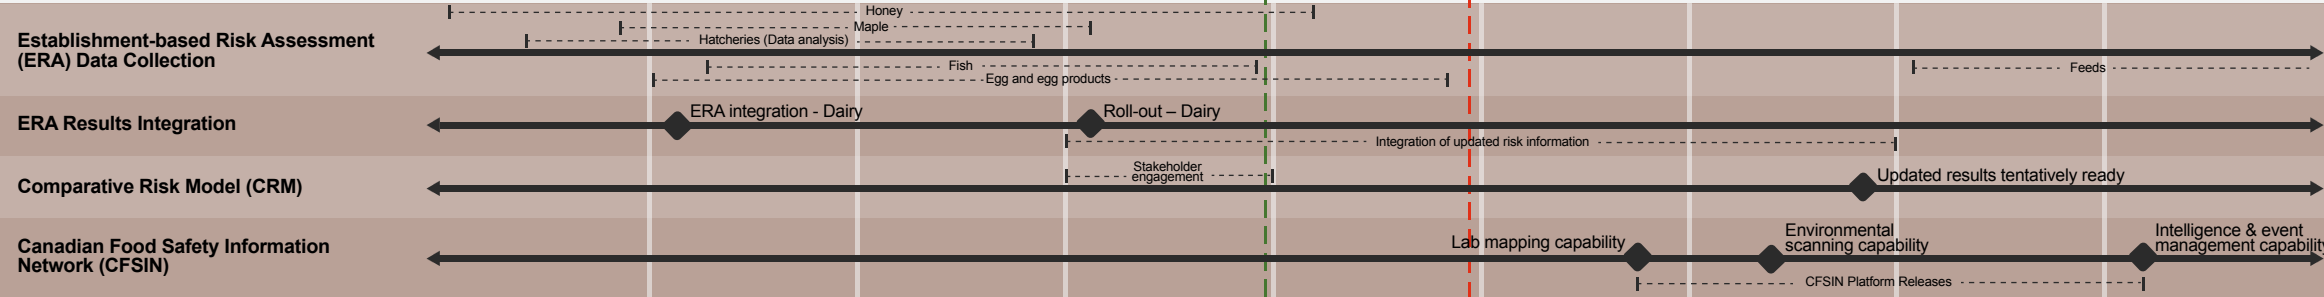 Honey
Maple
Hatcheries (Data analysis)
Establishment-based Risk Assessment
(ERA) Data Collection
Fish
Feeds
Egg and egg products
ERA integration - Dairy
Roll-out – Dairy
ERA Results Integration
Integration of updated risk information
Stakeholder
engagement
Comparative Risk Model (CRM)
Updated results tentatively ready
Canadian Food Safety Information
Network (CFSIN)
Lab mapping capability
Environmental
scanning capability
Intelligence & event
management capability
CFSIN Platform Releases